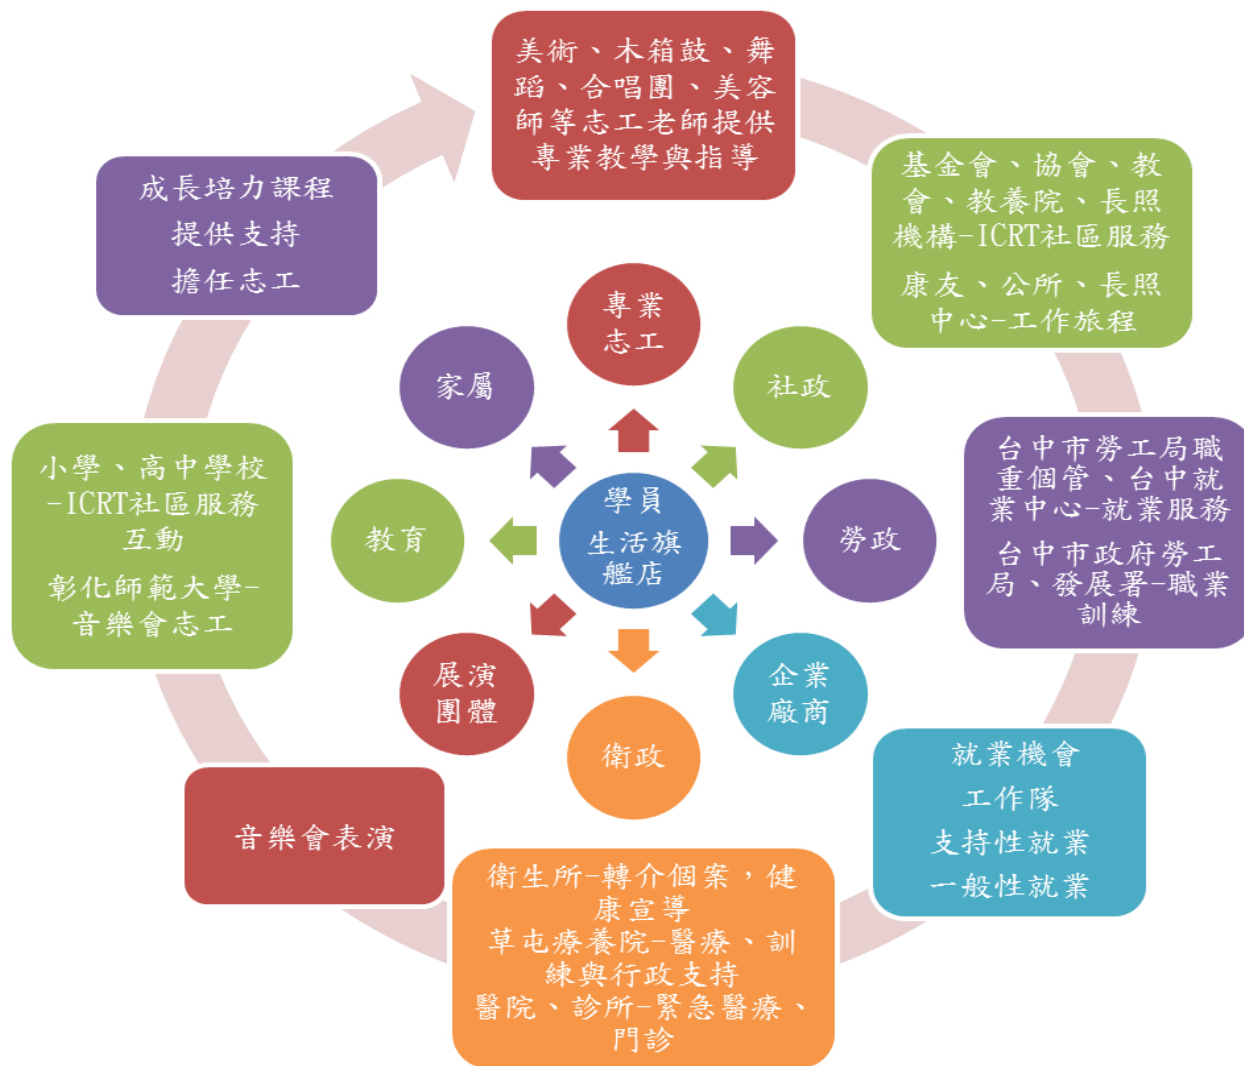 美術、木箱鼓、舞
蹈、合唱團、美容
師等志工老師提供
專業教學與指導
基金會、協會、教
會、教養院、長照
機構-ICRT社區服務
康友、公所、長照
中心-工作旅程
台中市勞工局職
重個管、台中就
業中心-就業服務
台中市政府勞工
局、發展署-職業
訓練
就業機會
工作隊
支持性就業
一般性就業
衛生所-轉介個案，健
康宣導
草屯療養院-醫療、訓
練與行政支持
醫院、診所-緊急醫療、
門診
音樂會表演
小學、高中學校
-ICRT社區服務
互動
彰化師範大學-
音樂會志工
成長培力課程
提供支持
擔任志工
專業
志工
社政
勞政
企業
廠商
衛政
展演
團體
教育
家屬
學員
生活旗
艦店